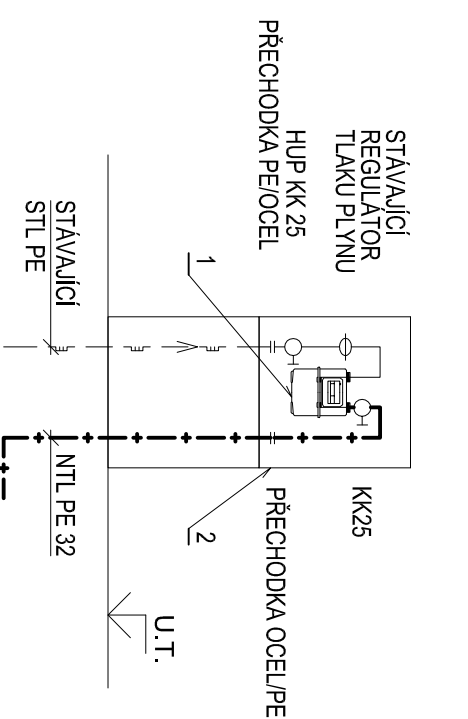 STÁVAJÍCÍ
REGULÁTOR
TLAKU PLYNU
HUP KK 25
PŘECHODKA PE/OCEL
1
STÁVAJÍCÍ
STL PE
KK25
PŘECHODKA OCEL/PE
2
NTL PE 32
U.T.